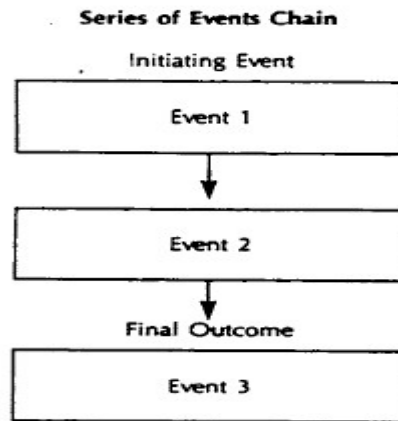 Series of Events Chain
Initiating Event
Event 1
Event 2
Final Outcome
Event 3